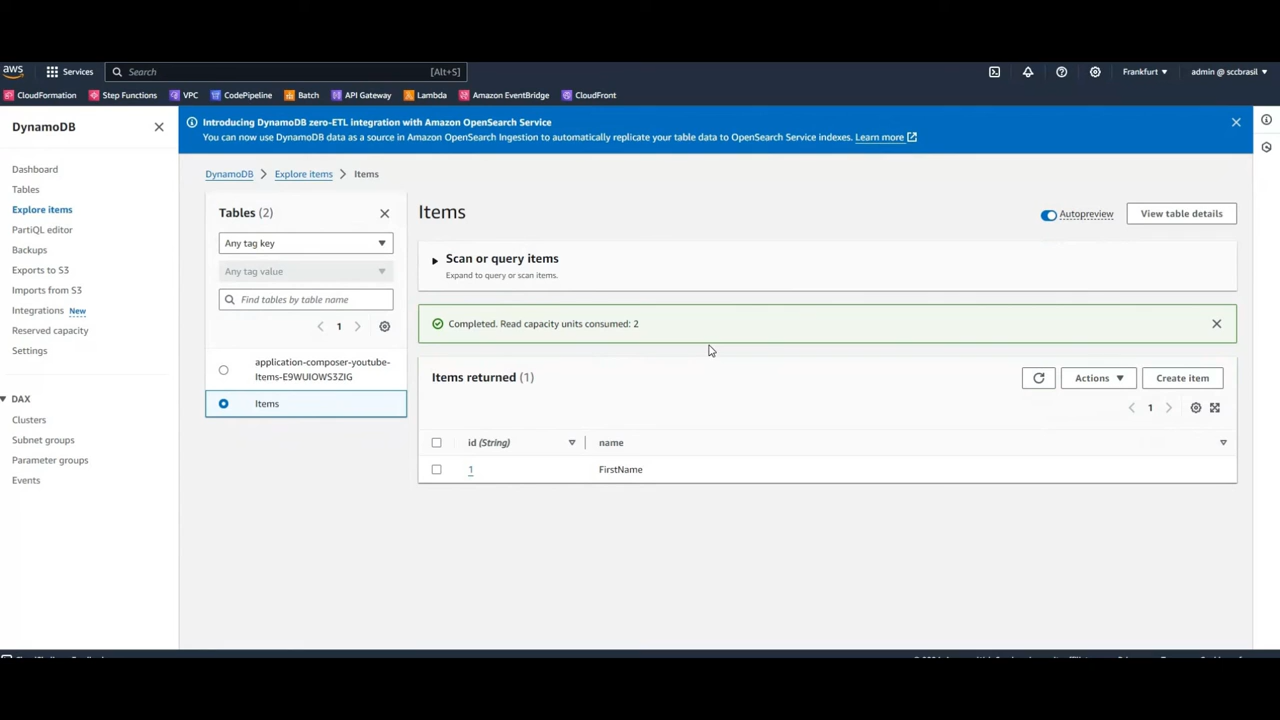 aws
Services
Search
[Alt+S]
Frankfurt
admin @ sccbrasil
CloudFormation
Step Functions
VPC
CodePipeline
Batch
API Gateway
Lambda
Amazon EventBridge
CloudFront
DynamoDB
Dashboard
Tables
Explore items
PartiQL editor
Backups
Exports to S3
Imports from S3
Integrations New
Reserved capacity
Settings
DAX
Clusters
Subnet groups
Parameter groups
Events
Introducing DynamoDB zero-ETL integration with Amazon OpenSearch Service
You can now use DynamoDB data as a source in Amazon OpenSearch Ingestion to automatically replicate your table data to OpenSearch Service indexes. Learn more
DynamoDB
Explore items
Items
Tables (2)
Any tag key
Any tag value
Find tables by table name
1
application-composer-youtube-
Items-E9WUIOWS3ZIG
Items
Items
Autopreview
View table details
Scan or query items
Expand to query or scan items.
Completed. Read capacity units consumed: 2
Items returned (1)
Actions
Create item
1
id (String)
name
1
FirstName